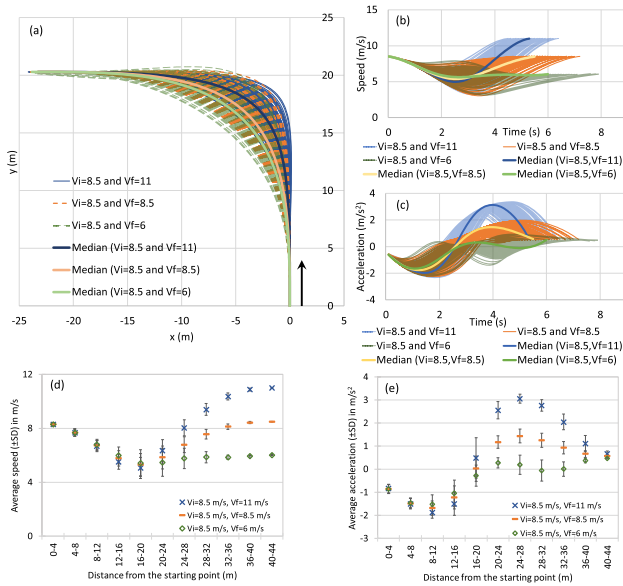 (a)
25
20
15
10
5
0
y (m)
Vi=8.5 and Vf=11
Vi=8.5 and Vf=8.5
Vi=8.5 and Vf=6
Median (Vi=8.5 and Vf=11)
Median (Vi=8.5 and Vf=8.5)
Median (Vi=8.5 and Vf=6)
-25 -20 -15 -10 -5 0 5
x (m)
(b)
15
10
5
0
Speed (m/s)
0 2 4 6 8
Time (s)
Vi=8.5 and Vf=11 Vi=8.5 and Vf=8.5
Vi=8.5 and Vf=6 Median (Vi=8.5,Vf=11)
Median (Vi=8.5,Vf=8.5) Median (Vi=8.5,Vf=6)
(c)
4
2
0
-2
-4
Acceleration (m/s²)
0 2 4 6 8
Time (s)
Vi=8.5 and Vf=11 Vi=8.5 and Vf=8.5
Vi=8.5 and Vf=6 Median (Vi=8.5,Vf=11)
Median (Vi=8.5,Vf=8.5) Median (Vi=8.5,Vf=6)
(d)
12
8
4
0
Average speed (±SD) in m/s
Vi=8.5 m/s, Vf=11 m/s
Vi=8.5 m/s, Vf=8.5 m/s
Vi=8.5 m/s, Vf=6 m/s
0-4 4-8 8-12 12-16 16-20 20-24 24-28 28-32 32-36 36-40 40-44
Distance from the starting point (m)
(e)
4
3
2
1
0
-1
-2
-3
Average acceleration (±SD) in m/s²
Vi=8.5 m/s, Vf=11 m/s
Vi=8.5 m/s, Vf=8.5 m/s
Vi=8.5 m/s, Vf=6 m/s
0-4 4-8 8-12 12-16 16-20 20-24 24-28 28-32 32-36 36-40 40-44
Distance from the starting point (m)